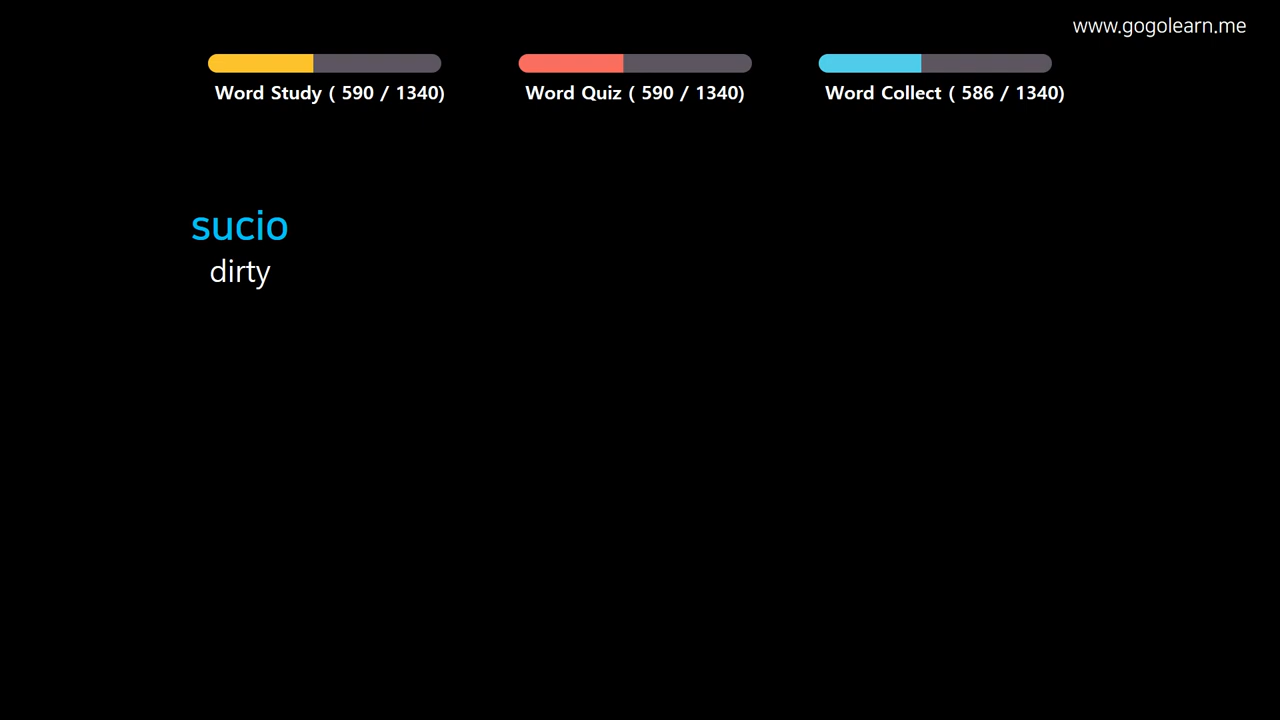 www.gogolearn.me
Word Study ( 590 / 1340)
Word Quiz ( 590 / 1340)
Word Collect ( 586 / 1340)
sucio
dirty